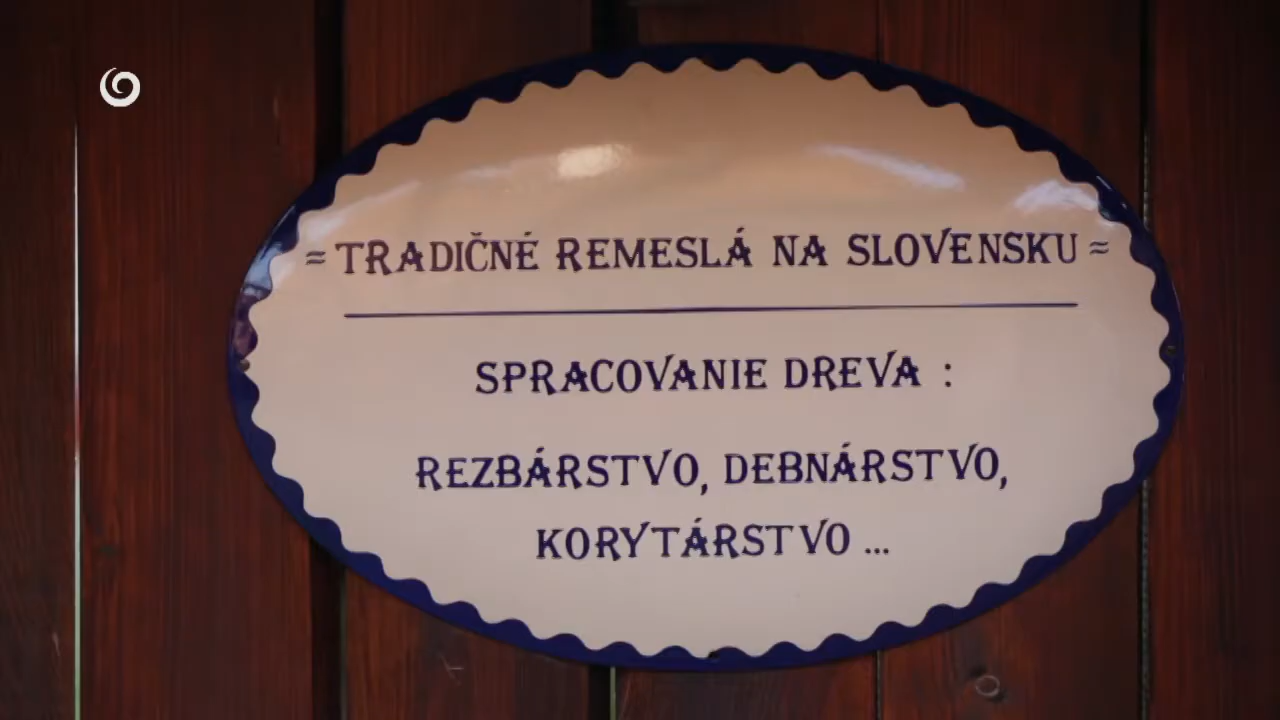 ≈ TRADIČNÉ REMESLÁ NA SLOVENSKU ≈
SPRACOVANIE DREVA :
REZBÁRSTVO, DEBNÁRSTVO,
KORYTÁRSTVO ...